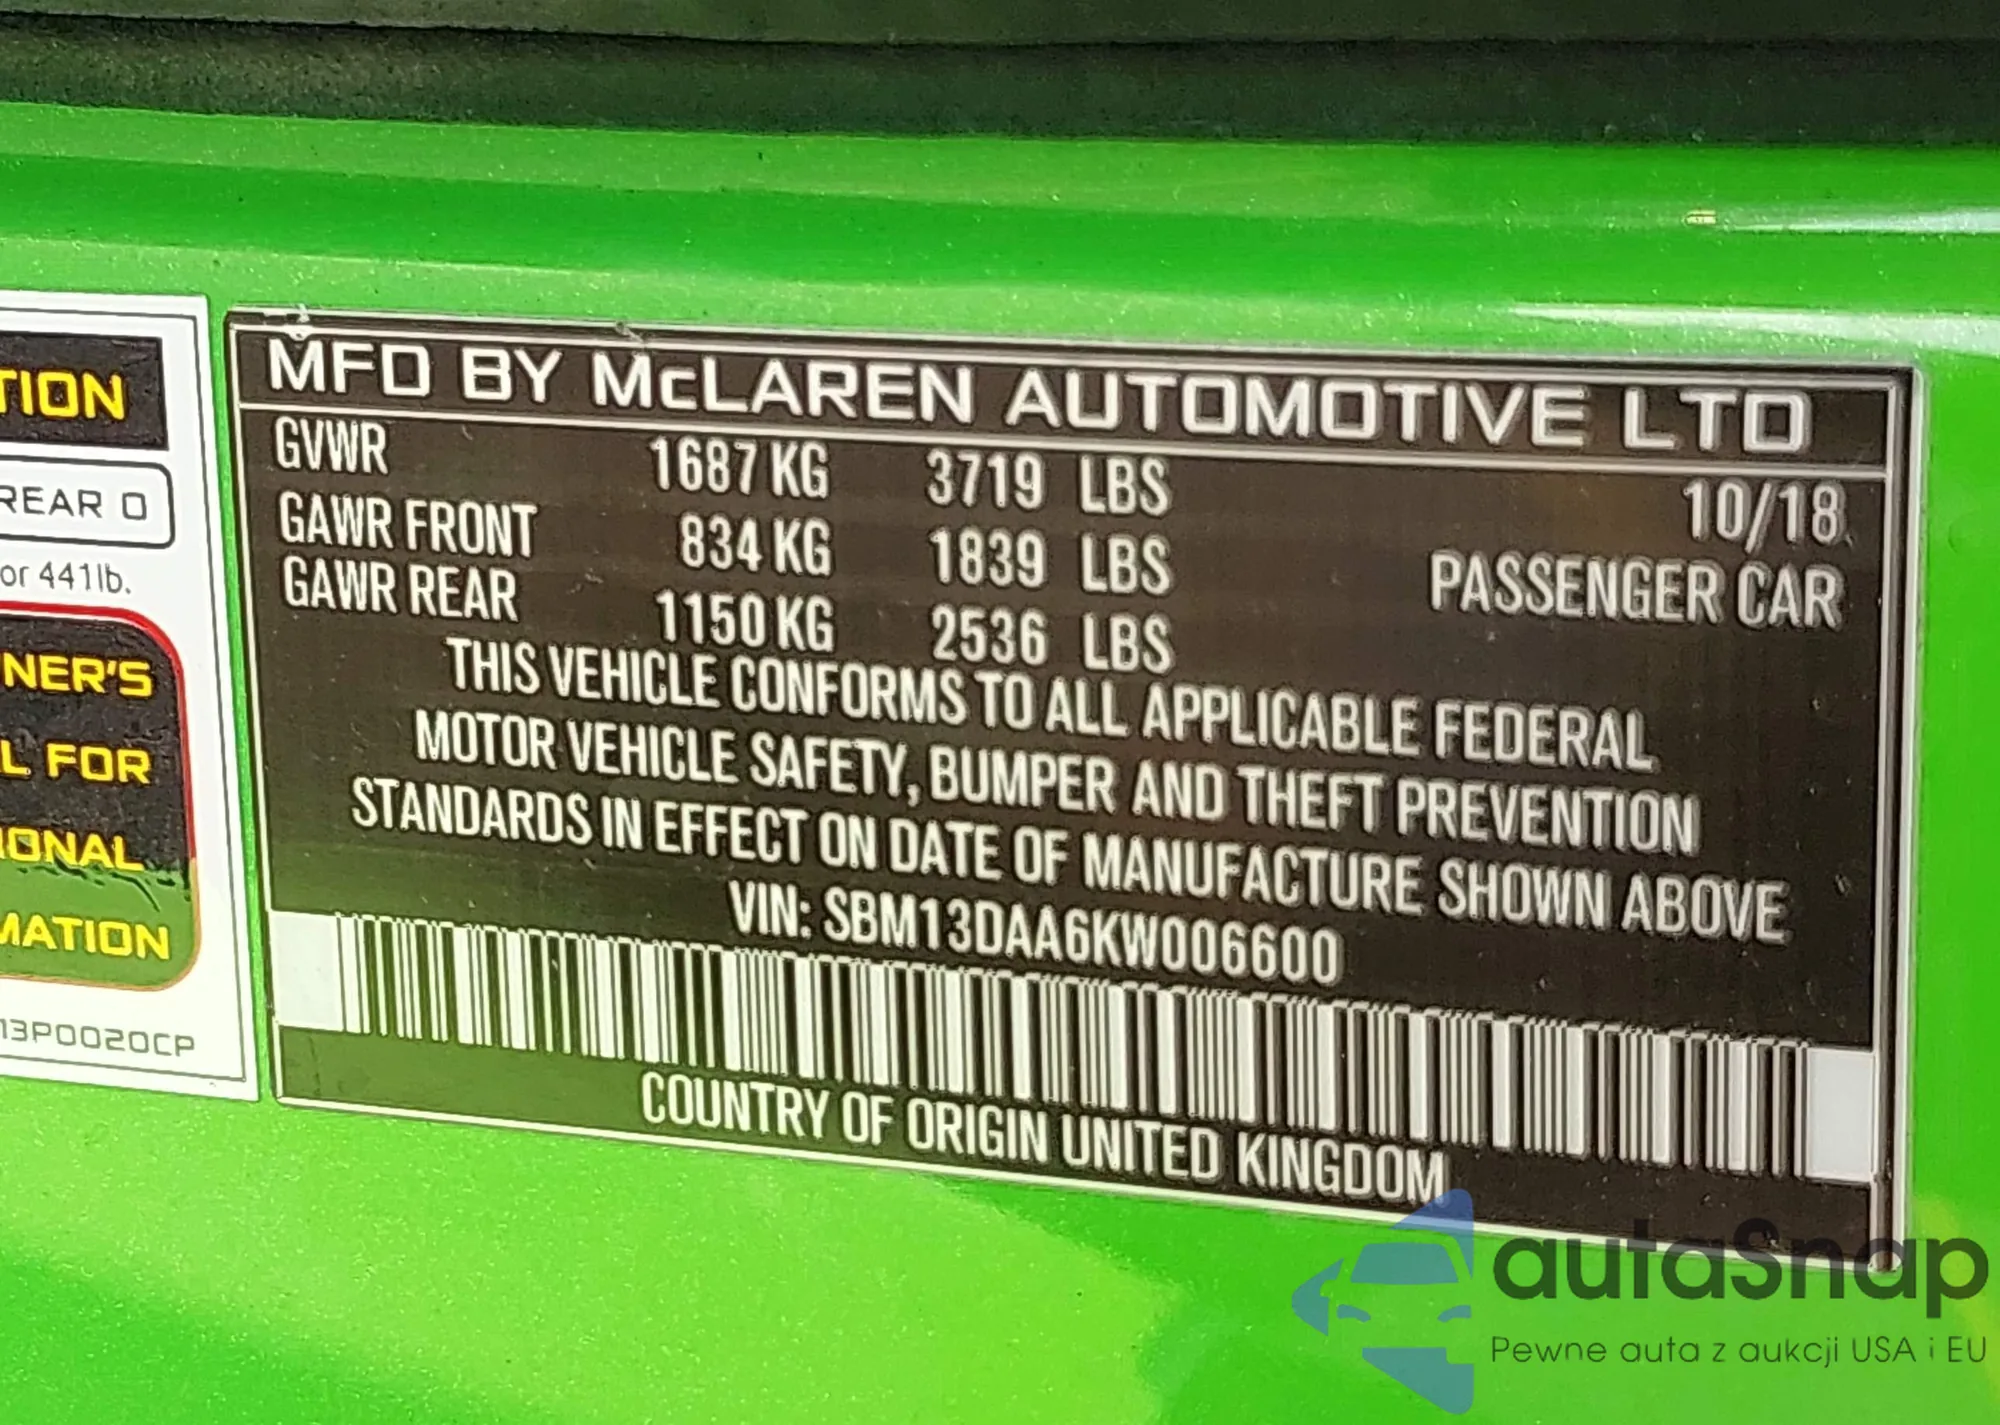 TION
REAR 0
or 441lb.
NER'S
L FOR
IONAL
MATION
13P0020CP
MFD BY McLAREN AUTOMOTIVE LTD
GVWR 1687 KG 3719 LBS 10/18
GAWR FRONT 834 KG 1839 LBS PASSENGER CAR
GAWR REAR 1150 KG 2536 LBS
THIS VEHICLE CONFORMS TO ALL APPLICABLE FEDERAL
MOTOR VEHICLE SAFETY, BUMPER AND THEFT PREVENTION
STANDARDS IN EFFECT ON DATE OF MANUFACTURE SHOWN ABOVE
VIN: SBM13DAA6KW006600
COUNTRY OF ORIGIN UNITED KINGDOM
autaSnap
Pewne auta z aukcji USA i EU